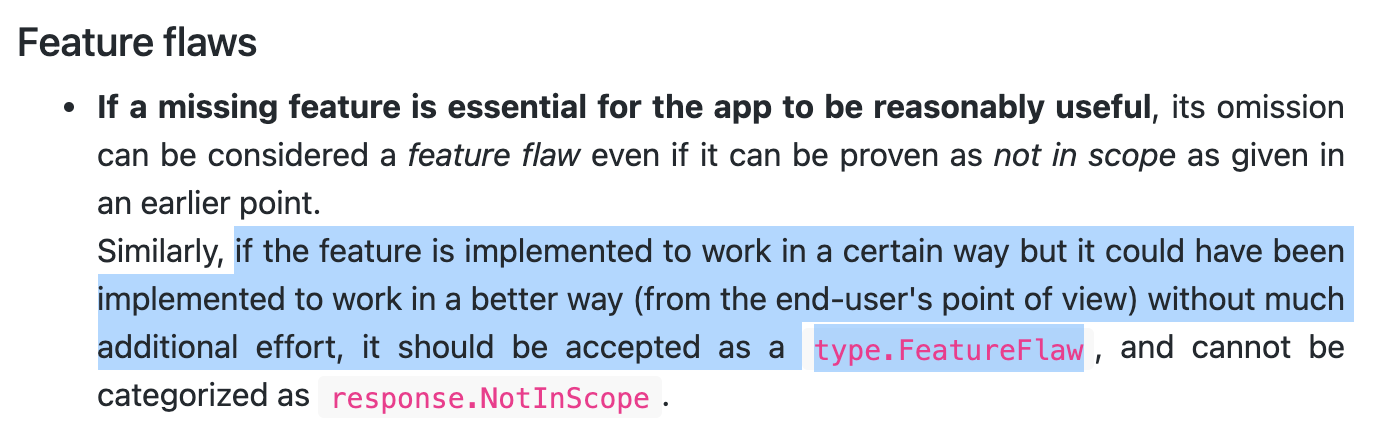 Feature flaws
• If a missing feature is essential for the app to be reasonably useful, its omission
can be considered a feature flaw even if it can be proven as not in scope as given in
an earlier point.
Similarly, if the feature is implemented to work in a certain way but it could have been
implemented to work in a better way (from the end-user's point of view) without much
additional effort, it should be accepted as a type.FeatureFlaw, and cannot be
categorized as response.NotInScope.